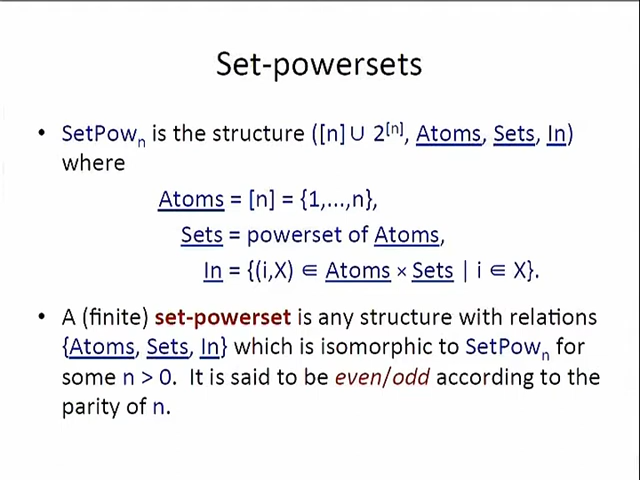 Set-powersets
• SetPowₙ is the structure ([n] ∪ 2^[n], Atoms, Sets, In)
where
Atoms = [n] = {1,...,n},
Sets = powerset of Atoms,
In = {(i,X) ∈ Atoms × Sets | i ∈ X}.
• A (finite) set-powerset is any structure with relations
{Atoms, Sets, In} which is isomorphic to SetPowₙ for
some n > 0. It is said to be even/odd according to the
parity of n.